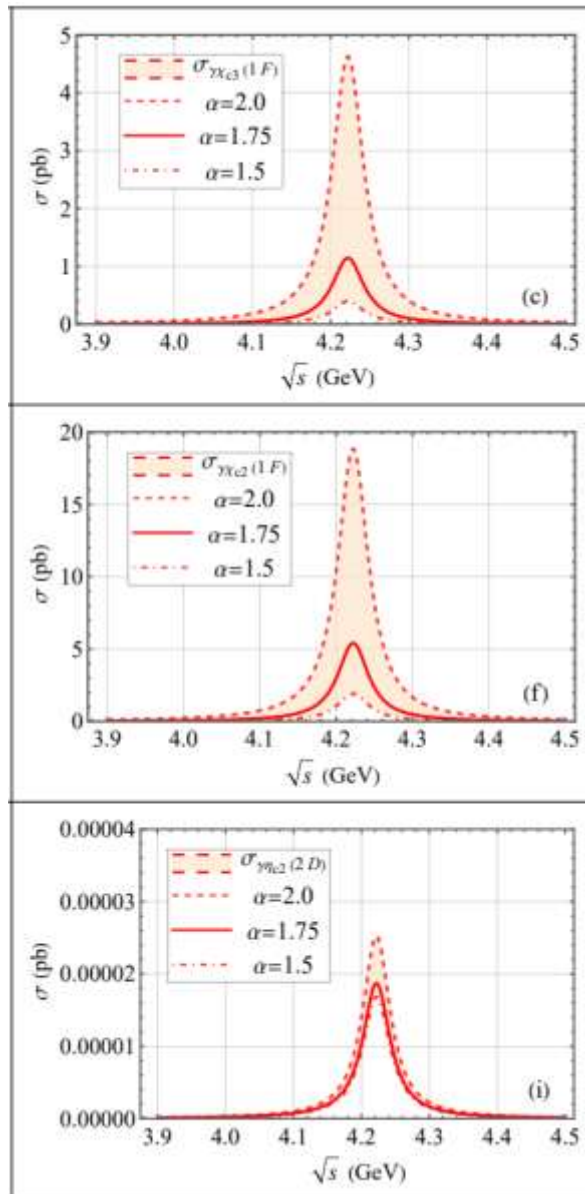 5
σγχc3 (1 F)
4
α=2.0
α=1.75
3
α=1.5
σ (pb)
2
1
(c)
0
3.9 4.0 4.1 4.2 4.3 4.4 4.5
√s (GeV)
20
σγχc2 (1 F)
α=2.0
15
α=1.75
α=1.5
σ (pb)
10
5
(f)
0
3.9 4.0 4.1 4.2 4.3 4.4 4.5
√s (GeV)
0.00004
σγηc2 (2 D)
α=2.0
0.00003
α=1.75
α=1.5
σ (pb)
0.00002
0.00001
(i)
0.00000
3.9 4.0 4.1 4.2 4.3 4.4 4.5
√s (GeV)